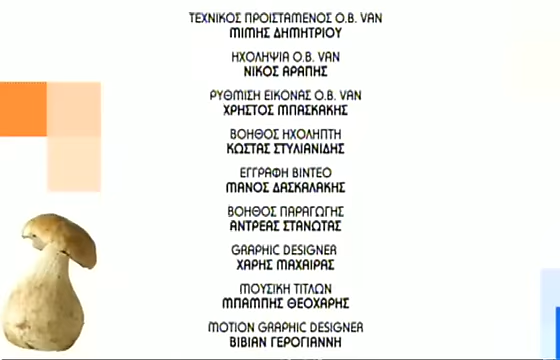 ΤΕΧΝΙΚΟΣ ΠΡΟΙΣΤΑΜΕΝΟΣ Ο.Β. VAN
ΜΙΜΗΣ ΔΗΜΗΤΡΙΟΥ
ΗΧΟΛΗΨΙΑ Ο.Β. VAN
ΝΙΚΟΣ ΑΡΑΠΗΣ
ΡΥΘΜΙΣΗ ΕΙΚΟΝΑΣ Ο.Β. VAN
ΧΡΗΣΤΟΣ ΜΠΑΣΚΑΚΗΣ
ΒΟΗΘΟΣ ΗΧΟΛΗΠΤΗ
ΚΩΣΤΑΣ ΣΤΥΛΙΑΝΙΔΗΣ
ΕΓΓΡΑΦΗ ΒΙΝΤΕΟ
ΜΑΝΟΣ ΔΑΣΚΑΛΑΚΗΣ
ΒΟΗΘΟΣ ΠΑΡΑΓΩΓΗΣ
ΑΝΤΡΕΑΣ ΣΤΑΝΩΤΑΣ
GRAPHIC DESIGNER
ΧΑΡΗΣ ΜΑΧΑΙΡΑΣ
ΜΟΥΣΙΚΗ ΤΙΤΛΩΝ
ΜΠΑΜΠΗΣ ΘΕΟΧΑΡΗΣ
MOTION GRAPHIC DESIGNER
ΒΙΒΙΑΝ ΓΕΡΟΓΙΑΝΝΗ